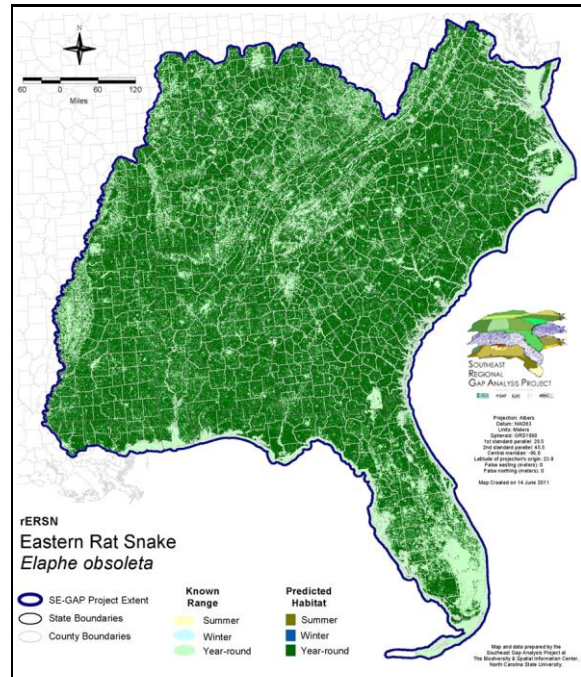 N
60 0 60 120
Miles
SOUTHEAST
REGIONAL
GAP ANALYSIS PROJECT
Projection: Albers
Datum: NAD83
Units: Meters
Spheroid: GRS1980
1st standard parallel: 29.5
2nd standard parallel: 45.5
Central meridian: -96.0
Latitude of projection's origin: 23.0
False easting (meters): 0
False northing (meters): 0
Map Created on 14 June 2011
rERSN
Eastern Rat Snake
Elaphe obsoleta
SE-GAP Project Extent
State Boundaries
County Boundaries
Known
Range
Summer
Winter
Year-round
Predicted
Habitat
Summer
Winter
Year-round
Map and data prepared by the
Southeast Gap Analysis Project at
The Biodiversity & Spatial Information Center,
North Carolina State University.